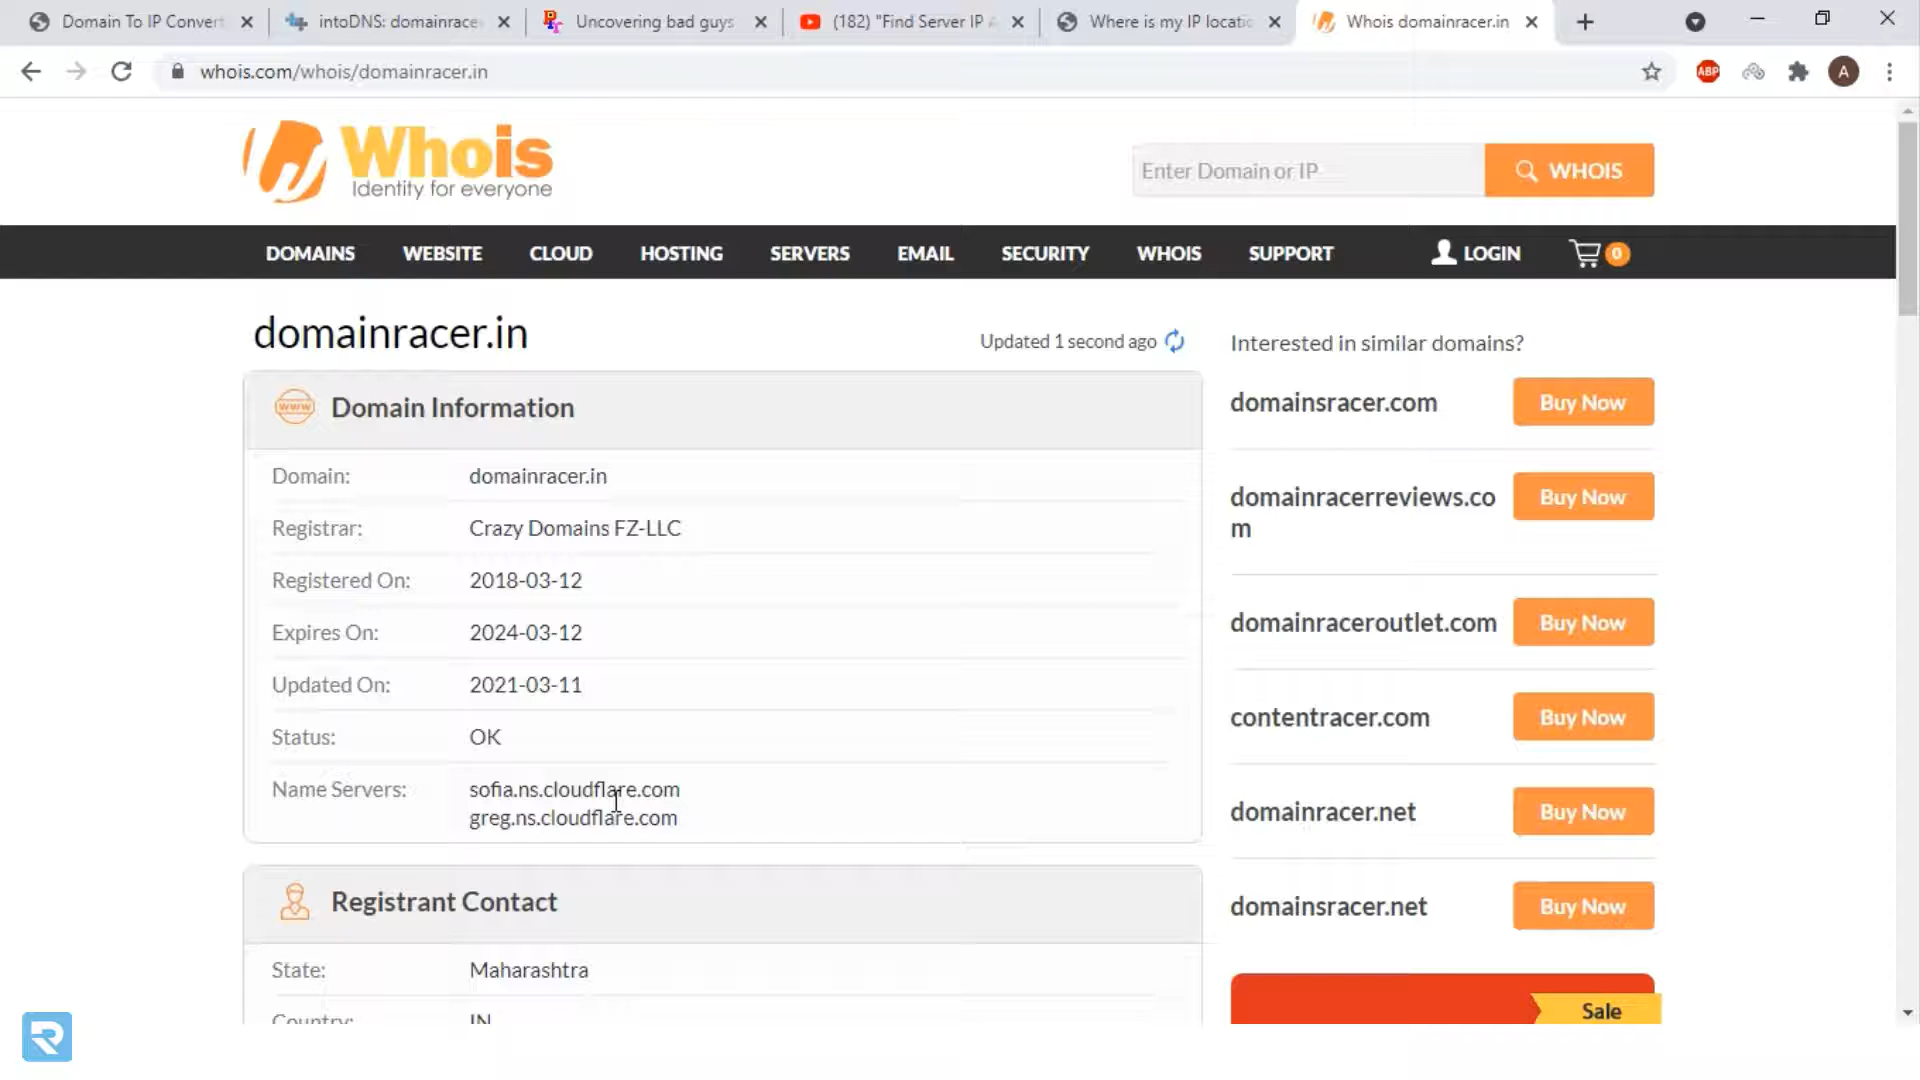 Domain To IP Convert
intoDNS: domainrace
Uncovering bad guys
(182) "Find Server IP A
Where is my IP locatio
Whois domainracer.in
whois.com/whois/domainracer.in
ABP
A
Whois
Identity for everyone
Enter Domain or IP
WHOIS
DOMAINS WEBSITE CLOUD HOSTING SERVERS EMAIL SECURITY WHOIS SUPPORT LOGIN 0
domainracer.in
Updated 1 second ago
www
Domain Information
Domain: domainracer.in
Registrar: Crazy Domains FZ-LLC
Registered On: 2018-03-12
Expires On: 2024-03-12
Updated On: 2021-03-11
Status: OK
Name Servers: sofia.ns.cloudflare.com
greg.ns.cloudflare.com
Registrant Contact
State: Maharashtra
Country: IN
Interested in similar domains?
domainsracer.com Buy Now
domainracerreviews.co Buy Now
m
domainraceroutlet.com Buy Now
contentracer.com Buy Now
domainracer.net Buy Now
domainsracer.net Buy Now
Sale
R